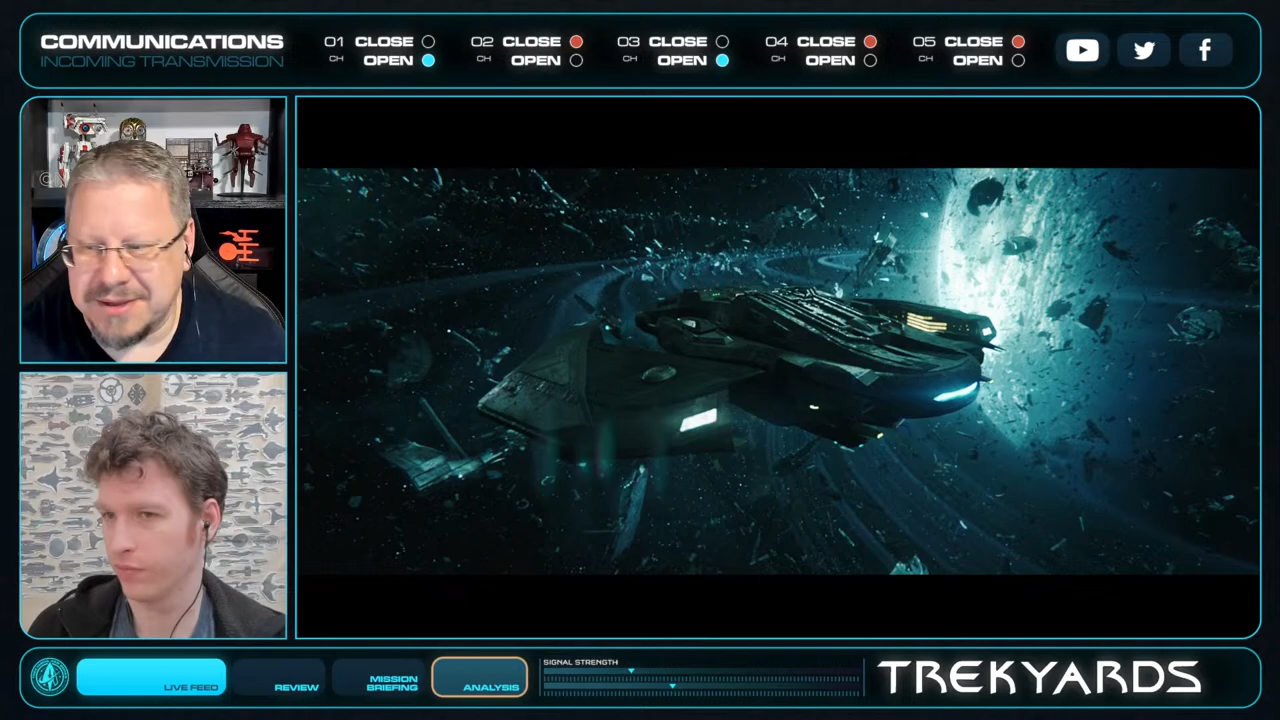 COMMUNICATIONS
INCOMING TRANSMISSION
01 CH CLOSE OPEN
02 CH CLOSE OPEN
03 CH CLOSE OPEN
04 CH CLOSE OPEN
05 CH CLOSE OPEN
LIVE FEED
REVIEW
MISSION
BRIEFING
ANALYSIS
SIGNAL STRENGTH
TREKYARDS